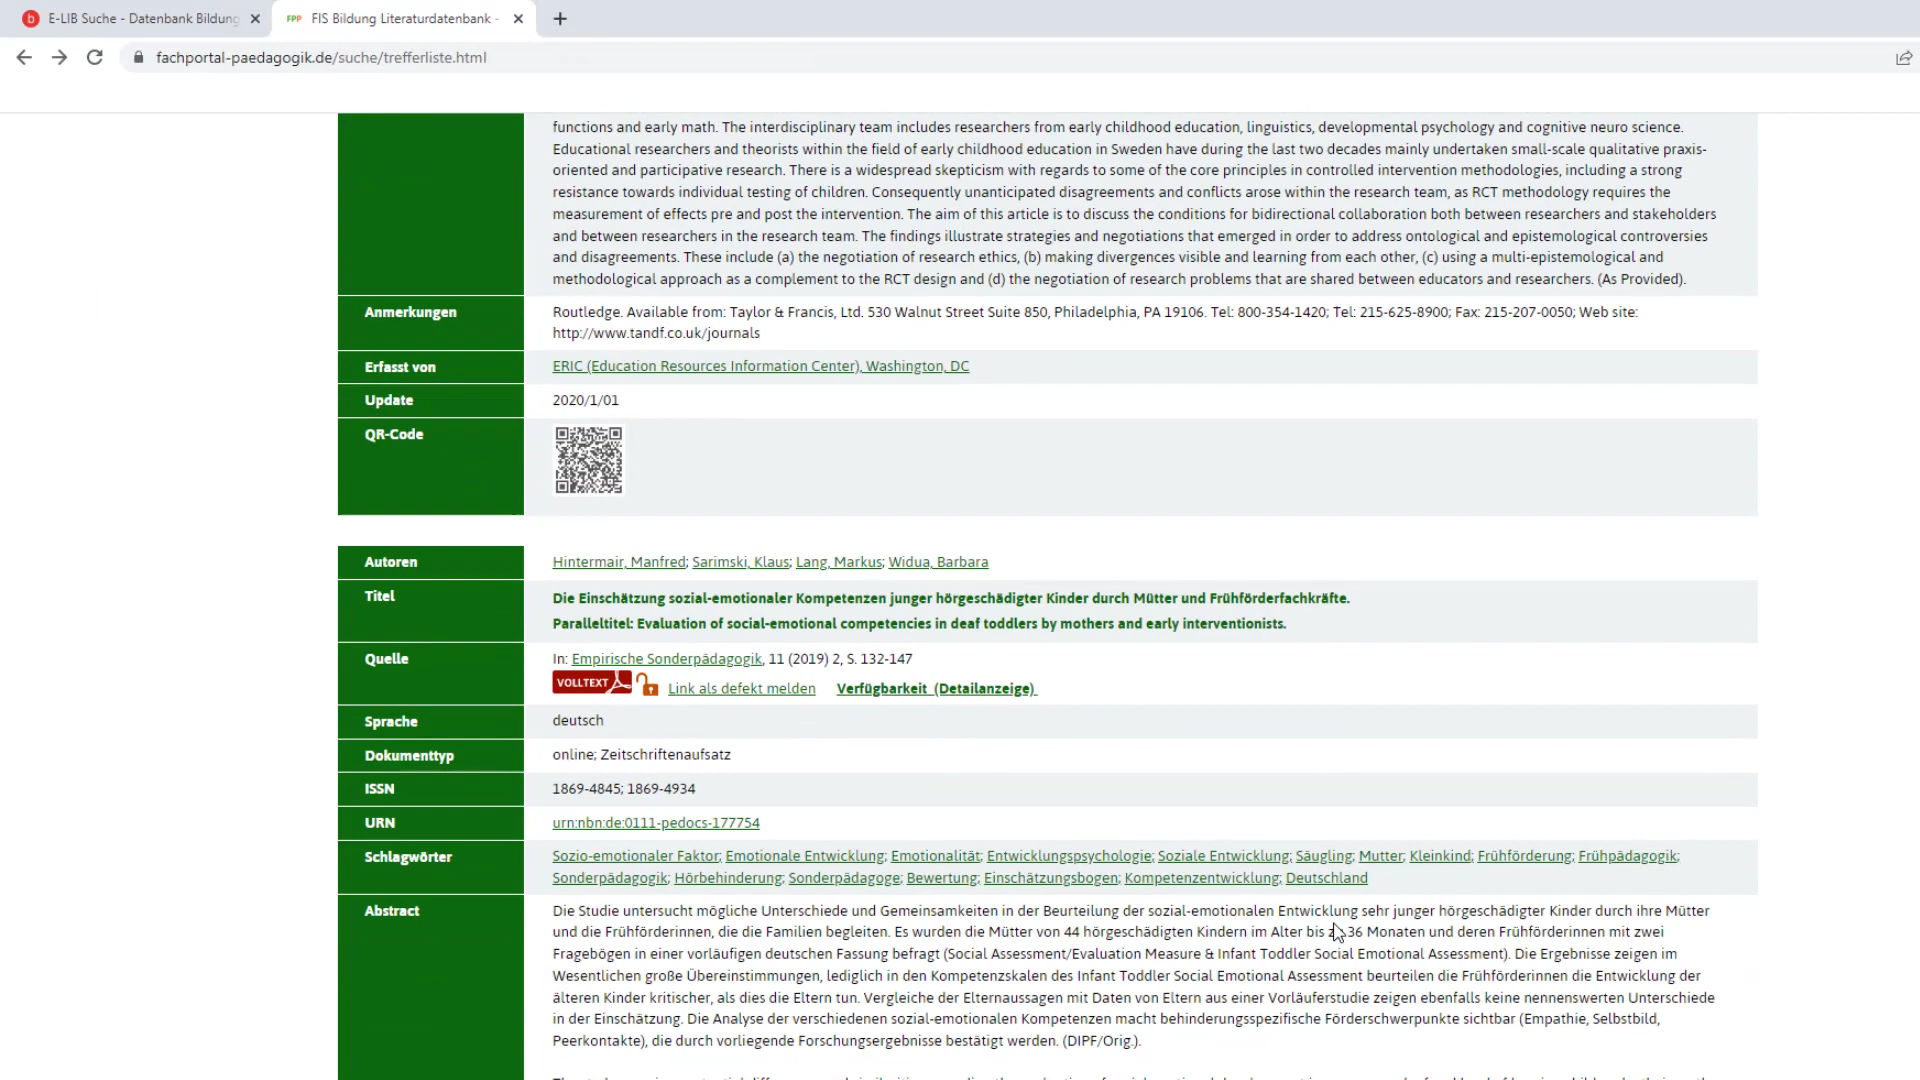 E-LIB Suche - Datenbank Bildung
FPP FIS Bildung Literaturdatenbank -
fachportal-paedagogik.de/suche/trefferliste.html
functions and early math. The interdisciplinary team includes researchers from early childhood education, linguistics, developmental psychology and cognitive neuro science.
Educational researchers and theorists within the field of early childhood education in Sweden have during the last two decades mainly undertaken small-scale qualitative praxis-
oriented and participative research. There is a widespread skepticism with regards to some of the core principles in controlled intervention methodologies, including a strong
resistance towards individual testing of children. Consequently unanticipated disagreements and conflicts arose within the research team, as RCT methodology requires the
measurement of effects pre and post the intervention. The aim of this article is to discuss the conditions for bidirectional collaboration both between researchers and stakeholders
and between researchers in the research team. The findings illustrate strategies and negotiations that emerged in order to address ontological and epistemological controversies
and disagreements. These include (a) the negotiation of research ethics, (b) making divergences visible and learning from each other, (c) using a multi-epistemological and
methodological approach as a complement to the RCT design and (d) the negotiation of research problems that are shared between educators and researchers. (As Provided).
Anmerkungen
Routledge. Available from: Taylor & Francis, Ltd. 530 Walnut Street Suite 850, Philadelphia, PA 19106. Tel: 800-354-1420; Tel: 215-625-8900; Fax: 215-207-0050; Web site:
http://www.tandf.co.uk/journals
Erfasst von
ERIC (Education Resources Information Center), Washington, DC
Update
2020/1/01
QR-Code
Autoren
Hintermair, Manfred; Sarimski, Klaus; Lang, Markus; Widua, Barbara
Titel
Die Einschätzung sozial-emotionaler Kompetenzen junger hörgeschädigter Kinder durch Mütter und Frühförderfachkräfte.
Paralleltitel: Evaluation of social-emotional competencies in deaf toddlers by mothers and early interventionists.
Quelle
In: Empirische Sonderpädagogik, 11 (2019) 2, S. 132-147
VOLLTEXT Link als defekt melden Verfügbarkeit (Detailanzeige)
Sprache
deutsch
Dokumenttyp
online; Zeitschriftenaufsatz
ISSN
1869-4845; 1869-4934
URN
urn:nbn:de:0111-pedocs-177754
Schlagwörter
Sozio-emotionaler Faktor; Emotionale Entwicklung; Emotionalität; Entwicklungspsychologie; Soziale Entwicklung; Säugling; Mutter; Kleinkind; Frühförderung; Frühpädagogik;
Sonderpädagogik; Hörbehinderung; Sonderpädagoge; Bewertung; Einschätzungsbogen; Kompetenzentwicklung; Deutschland
Abstract
Die Studie untersucht mögliche Unterschiede und Gemeinsamkeiten in der Beurteilung der sozial-emotionalen Entwicklung sehr junger hörgeschädigter Kinder durch ihre Mütter
und die Frühförderinnen, die die Familien begleiten. Es wurden die Mütter von 44 hörgeschädigten Kindern im Alter bis zu 36 Monaten und deren Frühförderinnen mit zwei
Fragebögen in einer vorläufigen deutschen Fassung befragt (Social Assessment/Evaluation Measure & Infant Toddler Social Emotional Assessment). Die Ergebnisse zeigen im
Wesentlichen große Übereinstimmungen, lediglich in den Kompetenzskalen des Infant Toddler Social Emotional Assessment beurteilen die Frühförderinnen die Entwicklung der
älteren Kinder kritischer, als dies die Eltern tun. Vergleiche der Elternaussagen mit Daten von Eltern aus einer Vorläuferstudie zeigen ebenfalls keine nennenswerten Unterschiede
in der Einschätzung. Die Analyse der verschiedenen sozial-emotionalen Kompetenzen macht behinderungsspezifische Förderschwerpunkte sichtbar (Empathie, Selbstbild,
Peerkontakte), die durch vorliegende Forschungsergebnisse bestätigt werden. (DIPF/Orig.).